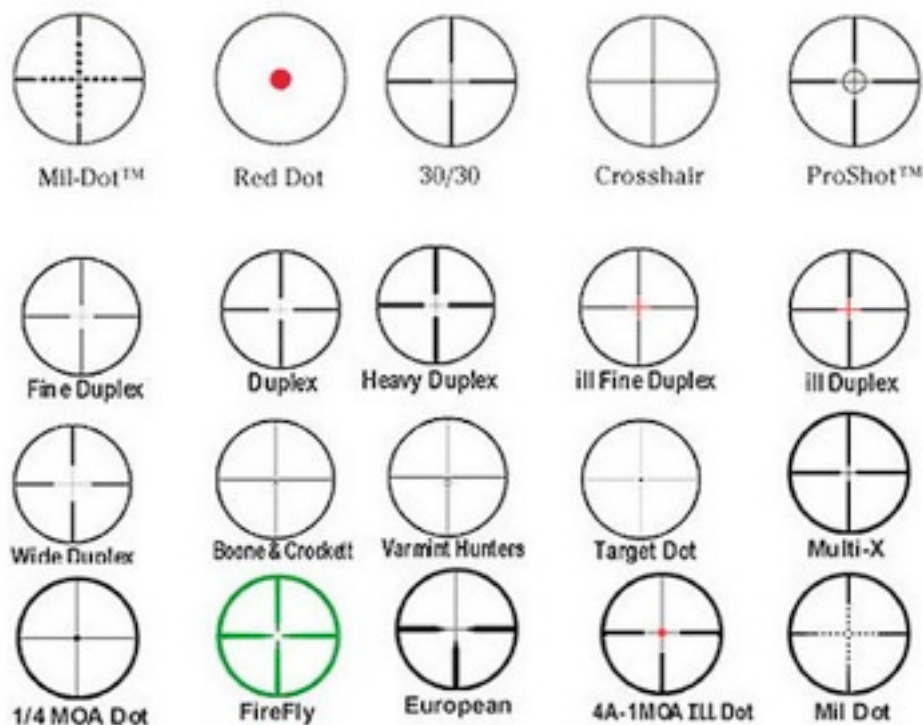 Mil-Dot™ Red Dot 30/30 Crosshair ProShot™
Fine Duplex Duplex Heavy Duplex ill Fine Duplex ill Duplex
Wide Duplex Boone & Crockett Varmint Hunters Target Dot Multi-X
1/4 MOA Dot FireFly European 4A-1MOA ILL Dot Mil Dot